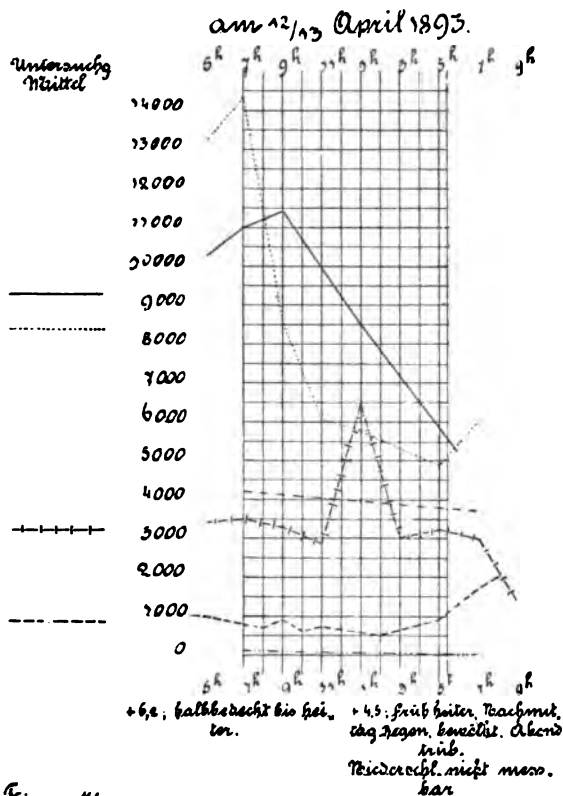 am 12/13 April 1893.
Untersuchg
Mittel
5h 7h 9h 11h 1h 3h 5h 7h 9h
14000
13000
12000
11000
10000
9000
8000
7000
6000
5000
4000
3000
2000
1000
0
5h 7h 9h 11h 1h 3h 5h 7h 9h
+ 6,2; halbbedeckt bis hei-
ter.
+ 4,5; früh heiter, Nachmit.
tag Regen, bewölkt. Abend
trüb.
Niederschl. nicht mess-
bar